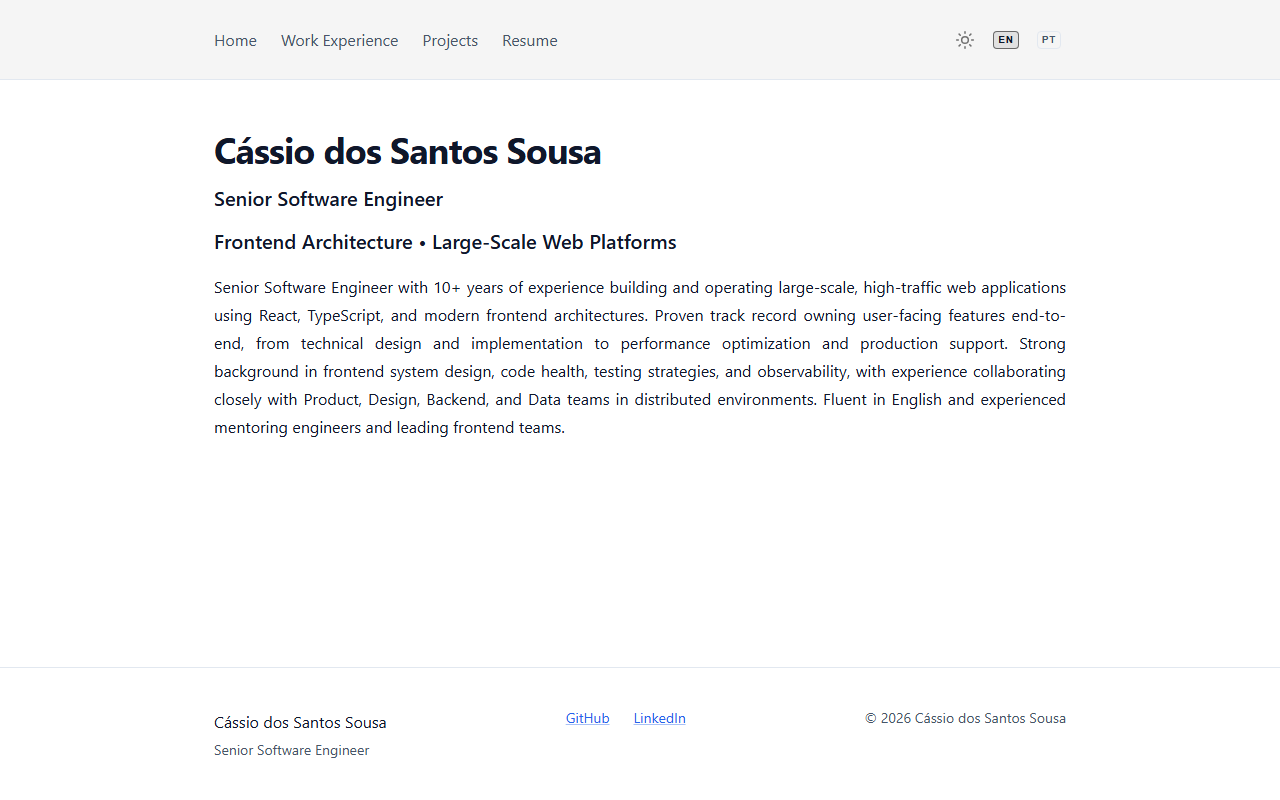 Home Work Experience Projects Resume EN PT
Cássio dos Santos Sousa
Senior Software Engineer
Frontend Architecture • Large-Scale Web Platforms
Senior Software Engineer with 10+ years of experience building and operating large-scale, high-traffic web applications
using React, TypeScript, and modern frontend architectures. Proven track record owning user-facing features end-to-
end, from technical design and implementation to performance optimization and production support. Strong
background in frontend system design, code health, testing strategies, and observability, with experience collaborating
closely with Product, Design, Backend, and Data teams in distributed environments. Fluent in English and experienced
mentoring engineers and leading frontend teams.
Cássio dos Santos Sousa
Senior Software Engineer
GitHub LinkedIn
© 2026 Cássio dos Santos Sousa